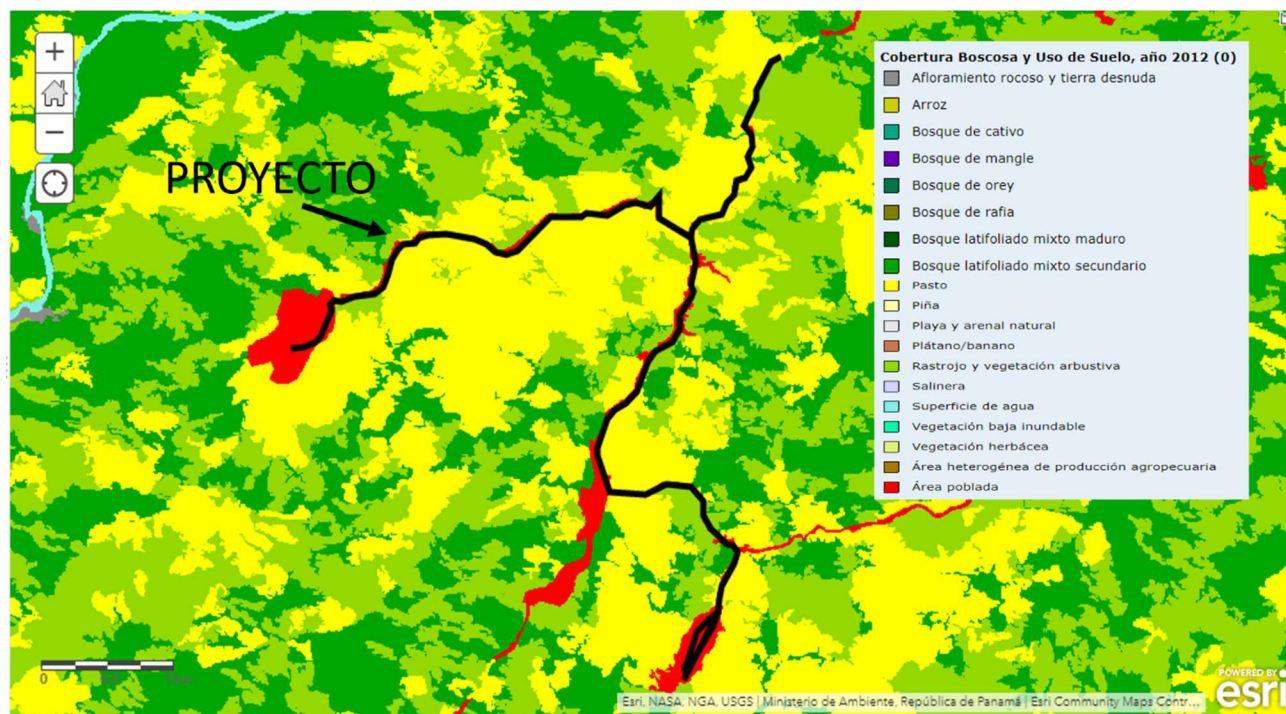 +
−
PROYECTO
Cobertura Boscosa y Uso de Suelo, año 2012 (0)
Afloramiento rocoso y tierra desnuda
Arroz
Bosque de cativo
Bosque de mangle
Bosque de orey
Bosque de rafia
Bosque latifoliado mixto maduro
Bosque latifoliado mixto secundario
Pasto
Piña
Playa y arenal natural
Plátano/banano
Rastrojo y vegetación arbustiva
Salinera
Superficie de agua
Vegetación baja inundable
Vegetación herbácea
Área heterogénea de producción agropecuaria
Área poblada
0
Esri, NASA, NGA, USGS | Ministerio de Ambiente, República de Panamá | Esri Community Maps Contr...
POWERED BY
esri